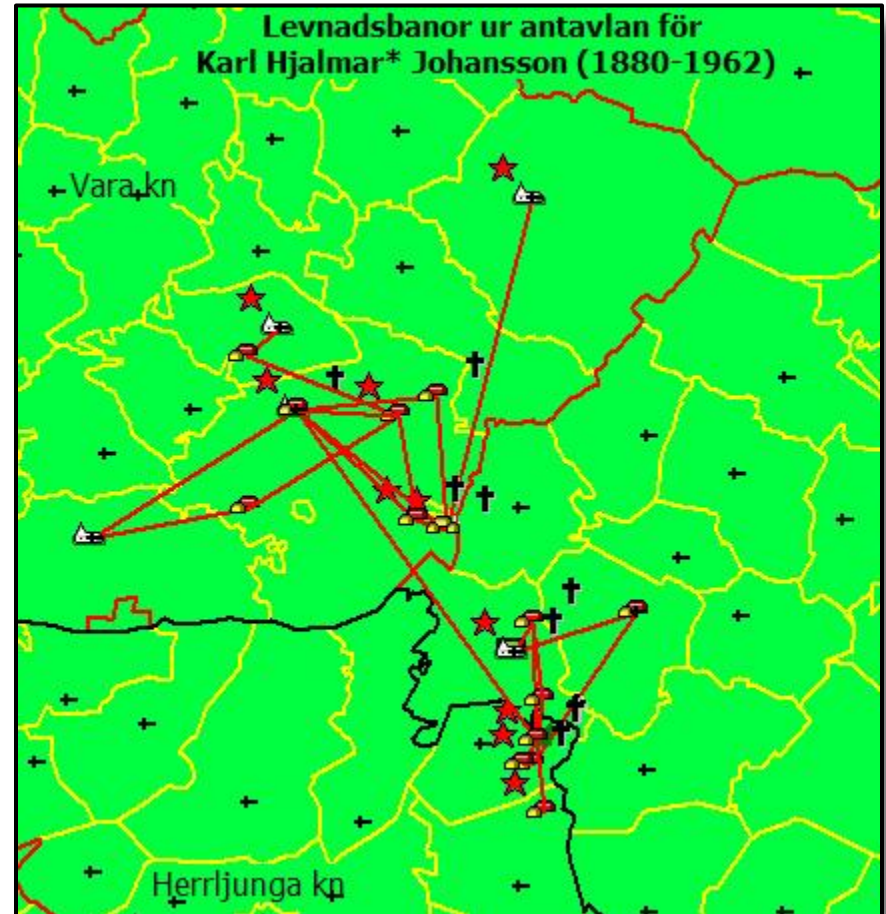 Levnadsbanor ur antavlan för
Karl Hjalmar* Johansson (1880-1962)
Vara kn
Herrljunga kn